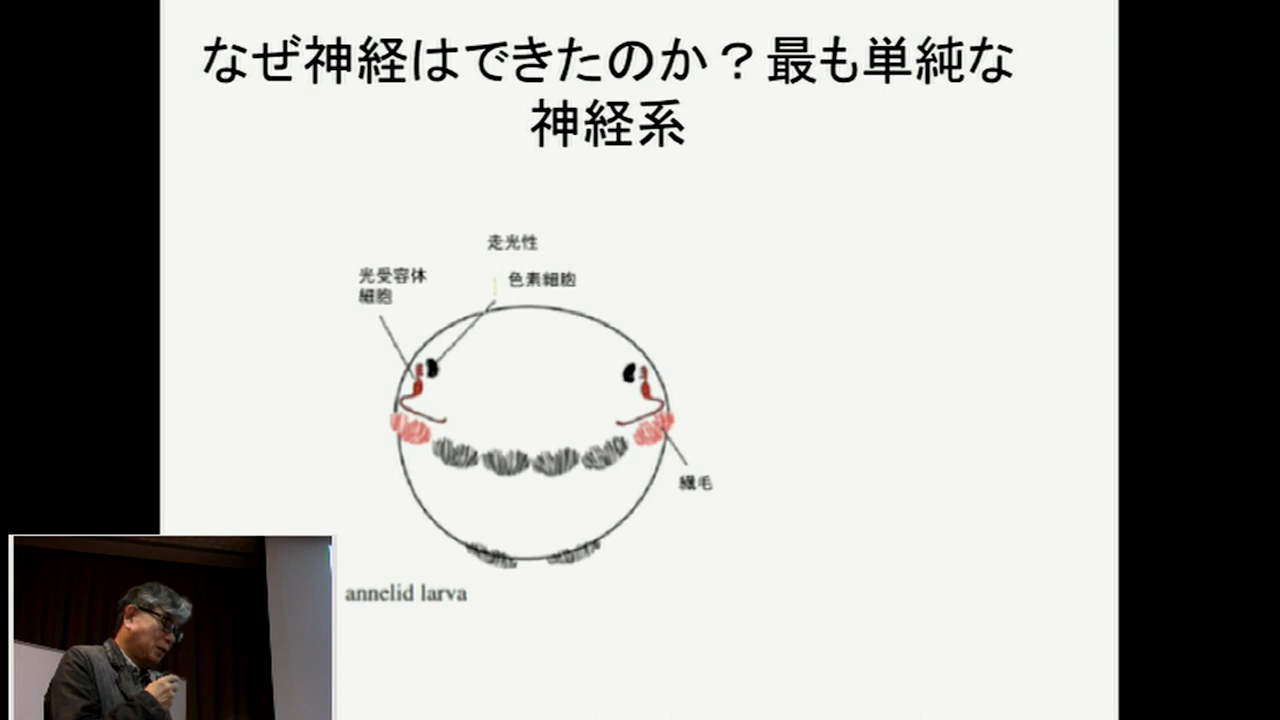 なぜ神経はできたのか？最も単純な
神経系
走光性
光受容体
細胞
色素細胞
繊毛
annelid larva